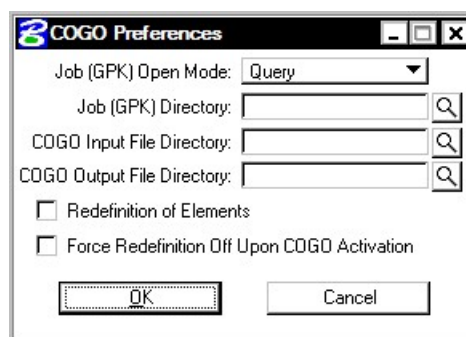 COGO Preferences
Job (GPK) Open Mode: Query
Job (GPK) Directory:
COGO Input File Directory:
COGO Output File Directory:
Redefinition of Elements
Force Redefinition Off Upon COGO Activation
OK Cancel